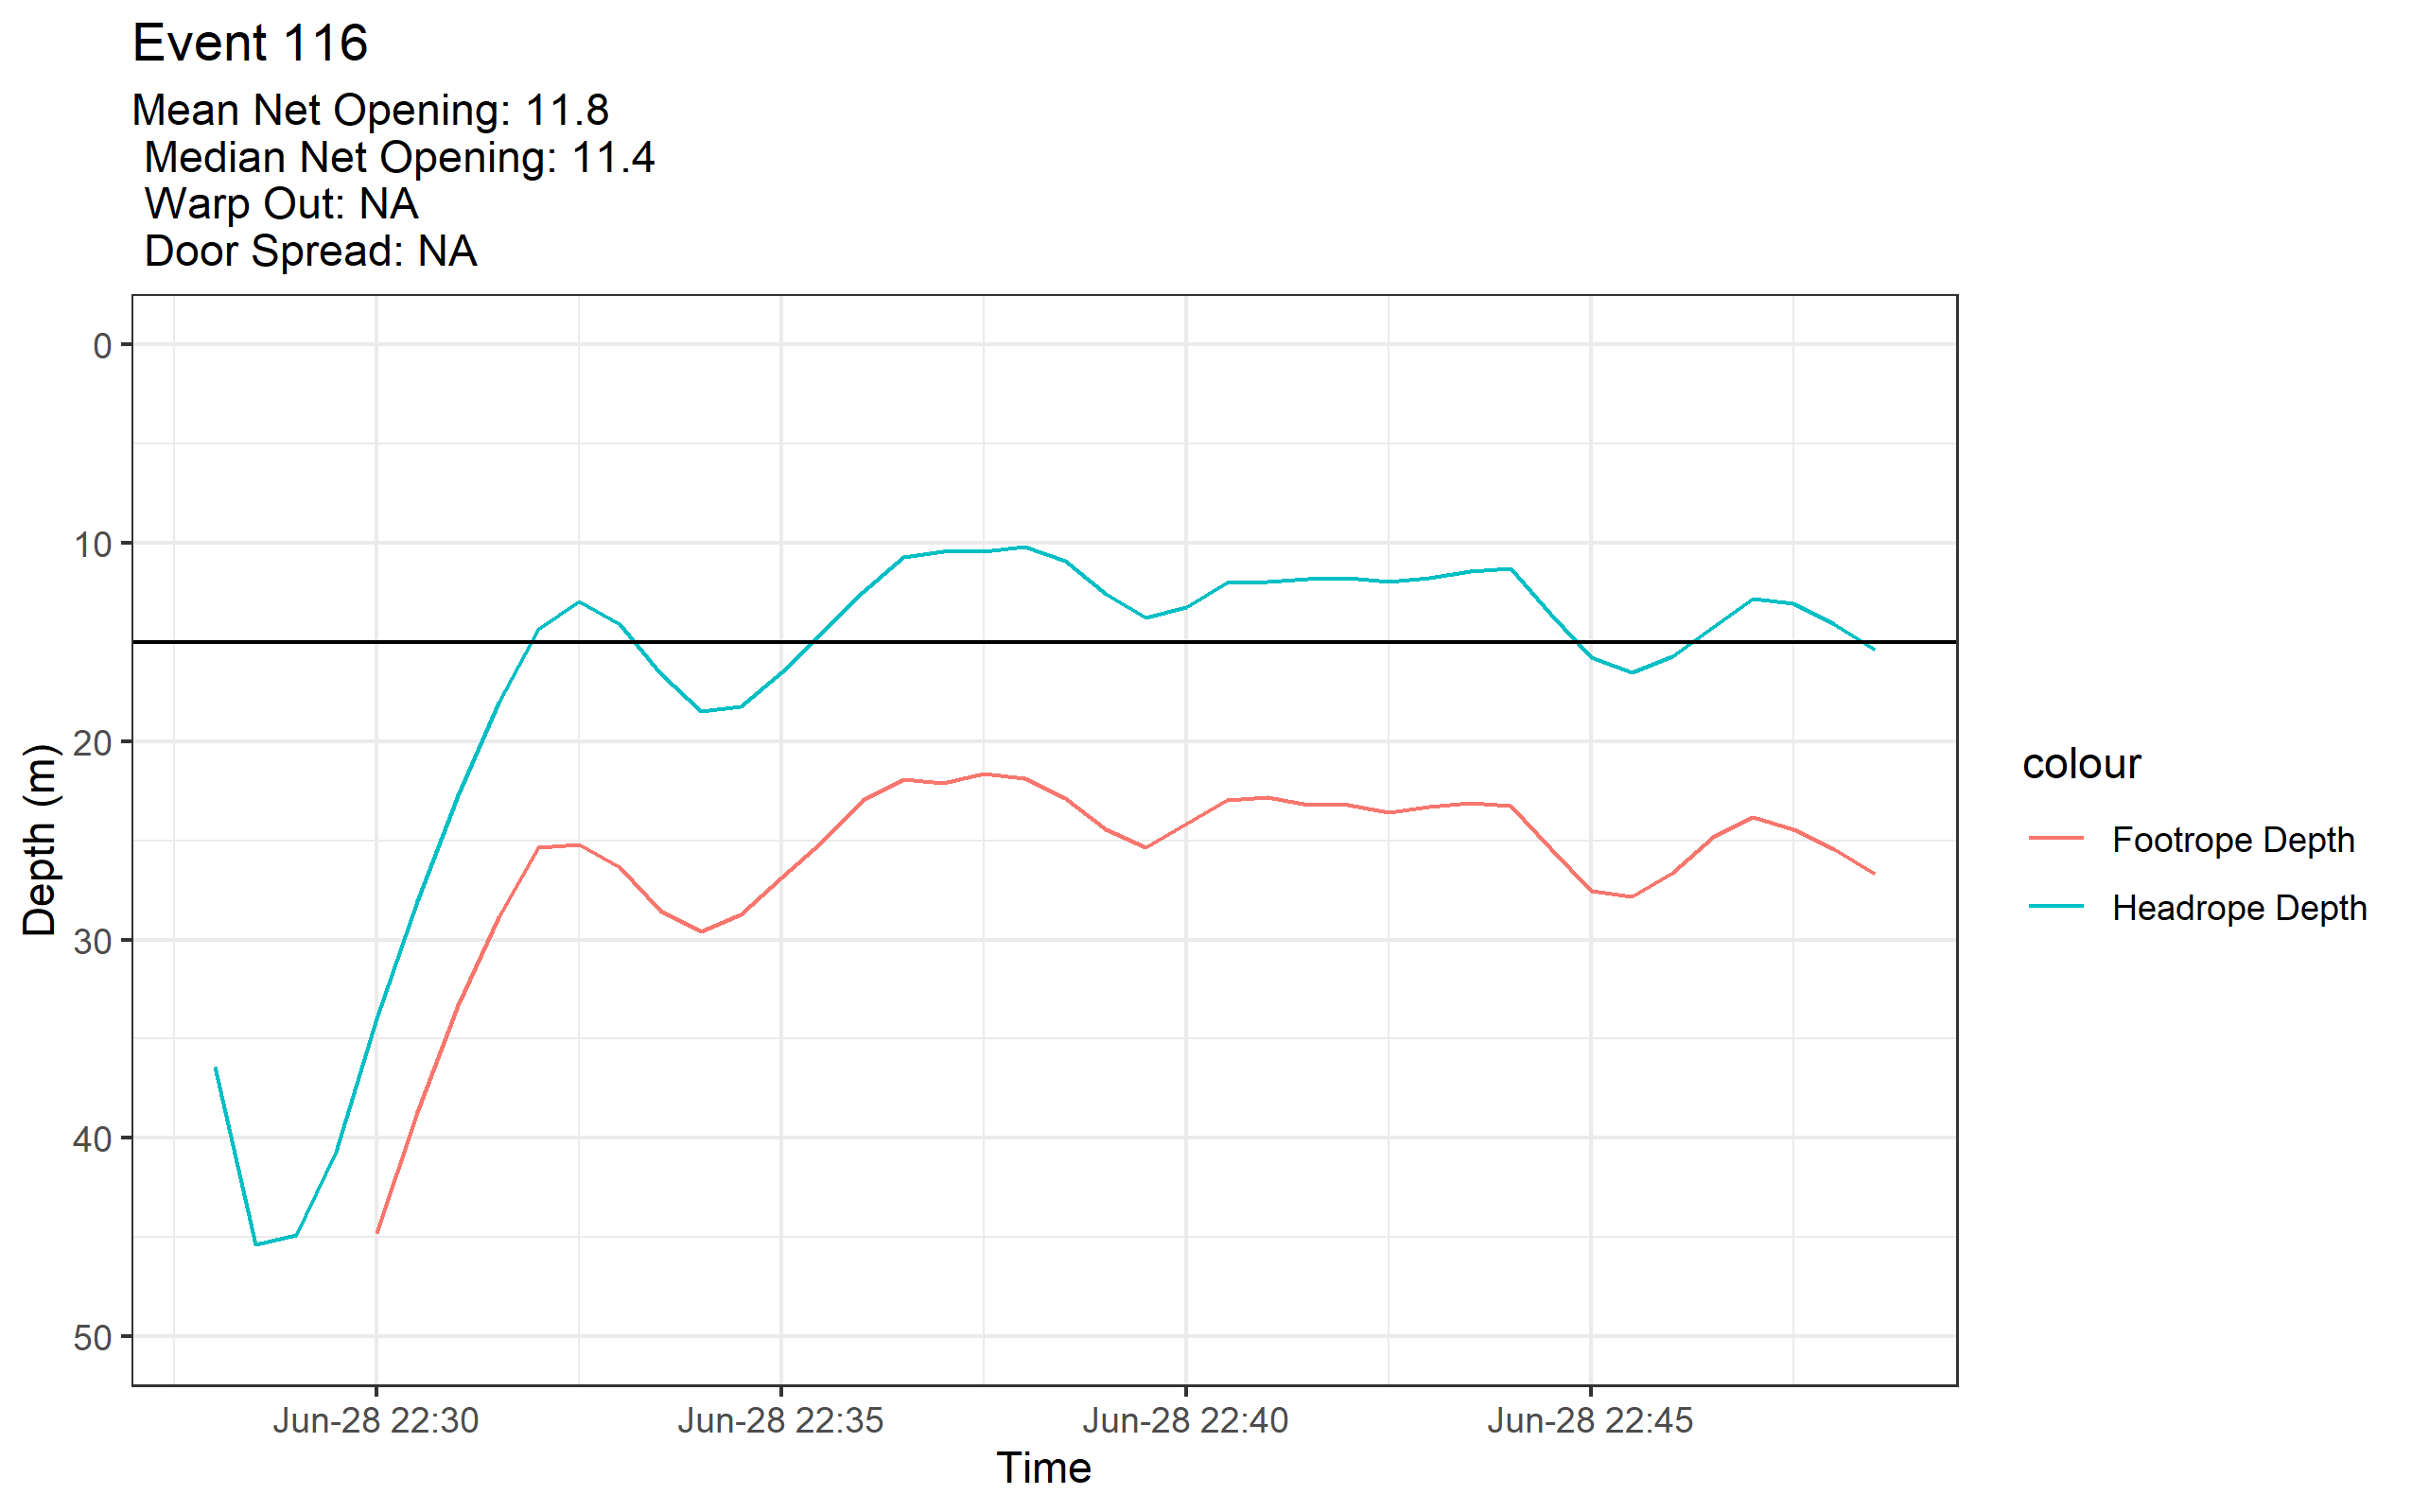 Event 116
Mean Net Opening: 11.8
Median Net Opening: 11.4
Warp Out: NA
Door Spread: NA
0
10
20
30
40
50
Depth (m)
Jun-28 22:30
Jun-28 22:35
Jun-28 22:40
Jun-28 22:45
Time
colour
Footrope Depth
Headrope Depth